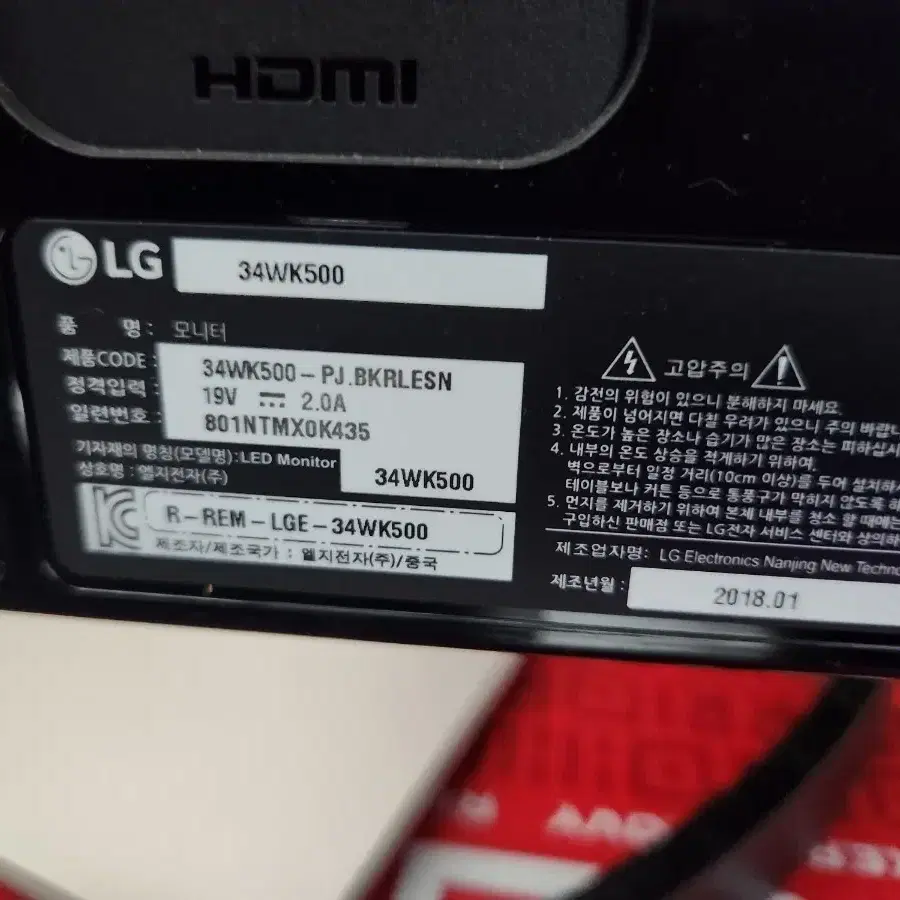 HDMI
LG 34WK500
품 명 : 모니터
제품CODE : 34WK500-PJ.BKRLESN
정격입력 : 19V 2.0A
일련번호 : 801NTMX0K435
기자재의 명칭(모델명):LED Monitor 34WK500
상호명 : 엘지전자(주)
R-REM-LGE-34WK500
제조자/제조국가 : 엘지전자(주)/중국
고압주의
1. 감전의 위험이 있으니 분해하지 마세요.
2. 제품이 넘어지면 다칠 우려가 있으니 주의 바랍니
3. 온도가 높은 장소나 습기가 많은 장소는 피하십시
4. 내부의 온도 상승을 적게하기 위하여,
벽으로부터 일정 거리(10cm 이상)를 두어 설치하
테이블보나 커튼 등으로 통풍구가 막히지 않도록 하
5. 먼지를 제거하기 위하여 본체 내부를 청소 할 때에는
구입하신 판매점 또는 LG전자 서비스 센터와 상의하
제조업자명: LG Electronics Nanjing New Techno
제조년월 : 2018.01